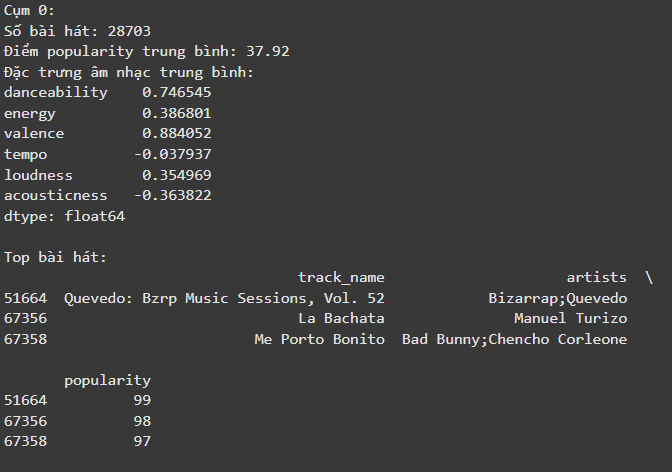 Cụm 0:
Số bài hát: 28703
Điểm popularity trung bình: 37.92
Đặc trưng âm nhạc trung bình:
danceability    0.746545
energy          0.386801
valence         0.884052
tempo          -0.037937
loudness        0.354969
acousticness   -0.363822
dtype: float64

Top bài hát:
                                 track_name                     artists  \
51664  Quevedo: Bzrp Music Sessions, Vol. 52            Bizarrap;Quevedo
67356                              La Bachata               Manuel Turizo
67358                         Me Porto Bonito  Bad Bunny;Chencho Corleone

       popularity
51664          99
67356          98
67358          97